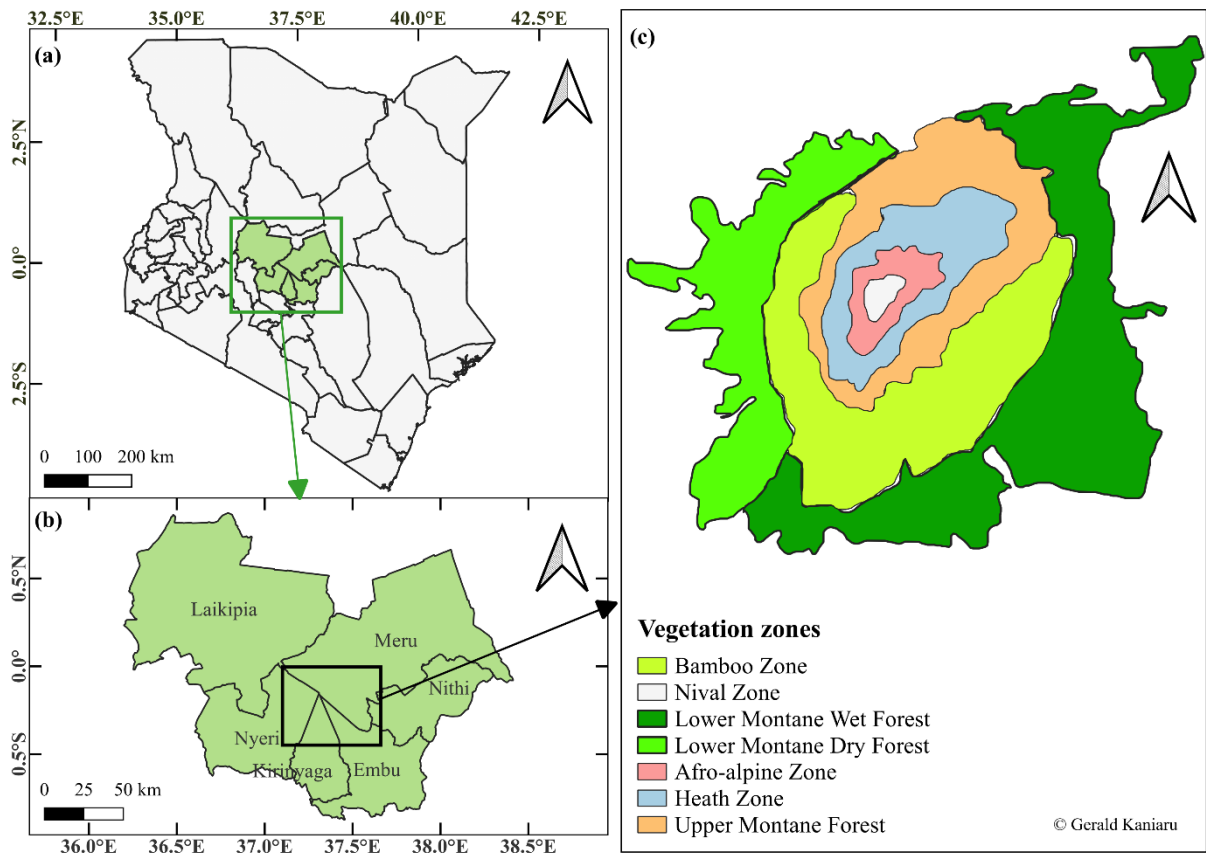 32.5°E 35.0°E 37.5°E 40.0°E 42.5°E
(a)
2.5°N
0.0°
2.5°S
0 100 200 km
(b)
0.5°N
0.0°
0.5°S
Laikipia
Meru
Nithi
Nyeri
Kirinyaga
Embu
0 25 50 km
36.0°E 36.5°E 37.0°E 37.5°E 38.0°E 38.5°E
(c)
Vegetation zones
Bamboo Zone
Nival Zone
Lower Montane Wet Forest
Lower Montane Dry Forest
Afro-alpine Zone
Heath Zone
Upper Montane Forest
© Gerald Kaniaru